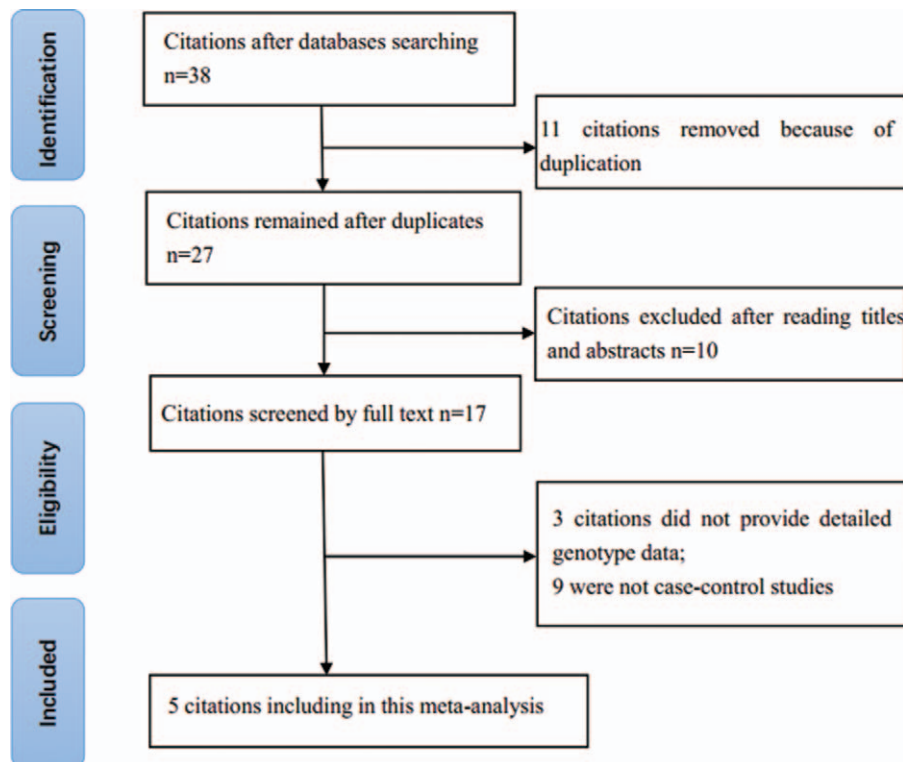 Identification
Citations after databases searching
n=38
11 citations removed because of
duplication
Screening
Citations remained after duplicates
n=27
Citations excluded after reading titles
and abstracts n=10
Eligibility
Citations screened by full text n=17
3 citations did not provide detailed
genotype data;
9 were not case-control studies
Included
5 citations including in this meta-analysis